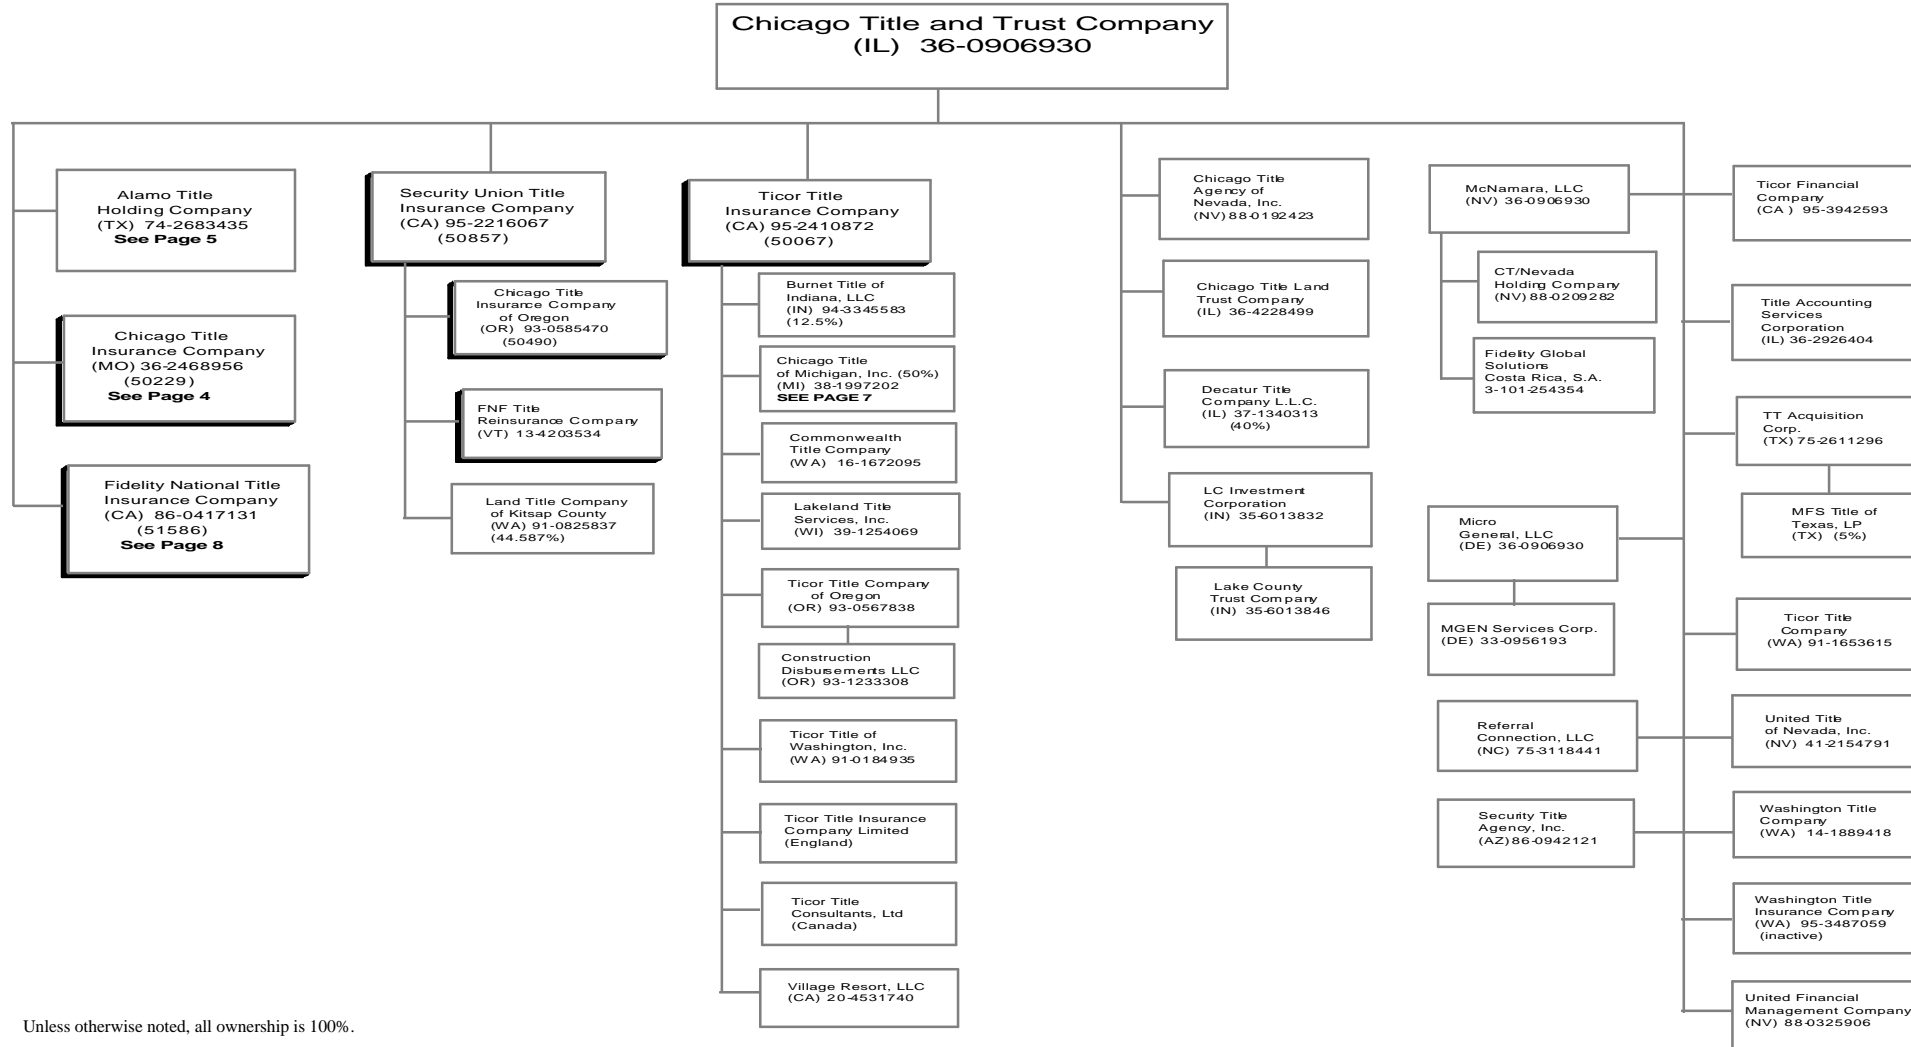 Chicago Title and Trust Company
(IL) 36-0906930
Alamo Title
Holding Company
(TX) 74-2683435
See Page 5
Chicago Title
Insurance Company
(MO) 36-2468956
(50229)
See Page 4
Fidelity National Title
Insurance Company
(CA) 86-0417131
(51586)
See Page 8
Security Union Title
Insurance Company
(CA) 95-2216067
(50857)
Chicago Title
Insurance Company
of Oregon
(OR) 93-0585470
(50490)
FNF Title
Reinsurance Company
(VT) 13-4203534
Land Title Company
of Kitsap County
(WA) 91-0825837
(44.587%)
Ticor Title
Insurance Company
(CA) 95-2410872
(50067)
Burnet Title of
Indiana, LLC
(IN) 94-3345583
(12.5%)
Chicago Title
of Michigan, Inc. (50%)
(MI) 38-1997202
SEE PAGE 7
Commonwealth
Title Company
(WA) 16-1672095
Lakeland Title
Services, Inc.
(WI) 39-1254069
Ticor Title Company
of Oregon
(OR) 93-0567838
Construction
Disbursements LLC
(OR) 93-1233308
Ticor Title of
Washington, Inc.
(WA) 91-0184935
Ticor Title Insurance
Company Limited
(England)
Ticor Title
Consultants, Ltd
(Canada)
Village Resort, LLC
(CA) 20-4531740
Chicago Title
Agency of
Nevada, Inc.
(NV) 88-0192423
Chicago Title Land
Trust Company
(IL) 36-4228499
Decatur Title
Company L.L.C.
(IL) 37-1340313
(40%)
LC Investment
Corporation
(IN) 35-6013832
Lake County
Trust Company
(IN) 35-6013846
McNamara, LLC
(NV) 36-0906930
CT/Nevada
Holding Company
(NV) 88-0209282
Fidelity Global
Solutions
Costa Rica, S.A.
3-101-254354
Micro
General, LLC
(DE) 36-0906930
MGEN Services Corp.
(DE) 33-0956193
Referral
Connection, LLC
(NC) 75-3118441
Security Title
Agency, Inc.
(AZ) 86-0942121
Ticor Financial
Company
(CA) 95-3942593
Title Accounting
Services
Corporation
(IL) 36-2926404
TT Acquisition
Corp.
(TX) 75-2611296
MFS Title of
Texas, LP
(TX) (5%)
Ticor Title
Company
(WA) 91-1653615
United Title
of Nevada, Inc.
(NV) 41-2154791
Washington Title
Company
(WA) 14-1889418
Washington Title
Insurance Company
(WA) 95-3487059
(inactive)
United Financial
Management Company
(NV) 88-0325906
Unless otherwise noted, all ownership is 100%.